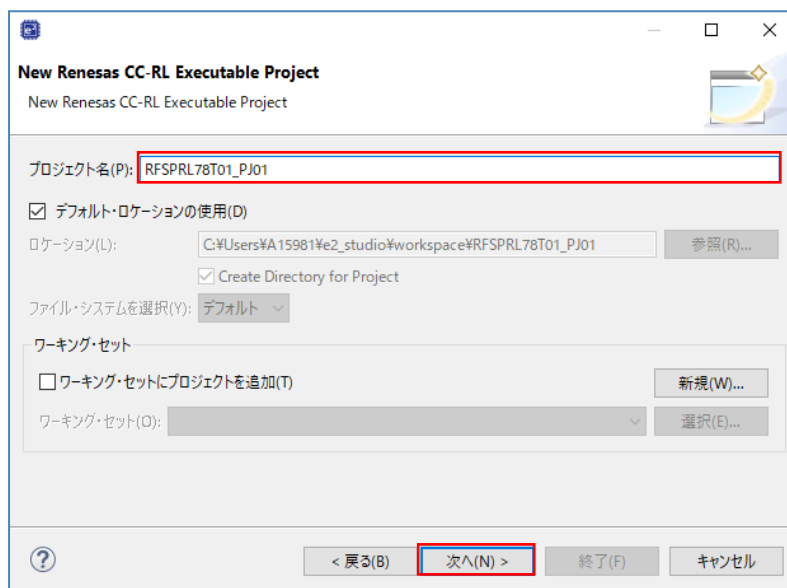 New Renesas CC-RL Executable Project
New Renesas CC-RL Executable Project
プロジェクト名(P): RFSPRL78T01_PJ01
デフォルト・ロケーションの使用(D)
ロケーション(L): C:¥Users¥A15981¥e2_studio¥workspace¥RFSPRL78T01_PJ01 参照(R)...
Create Directory for Project
ファイル・システムを選択(Y): デフォルト
ワーキング・セット
ワーキング・セットにプロジェクトを追加(T) 新規(W)...
ワーキング・セット(O): 選択(E)...
? < 戻る(B) 次へ(N) > 終了(F) キャンセル